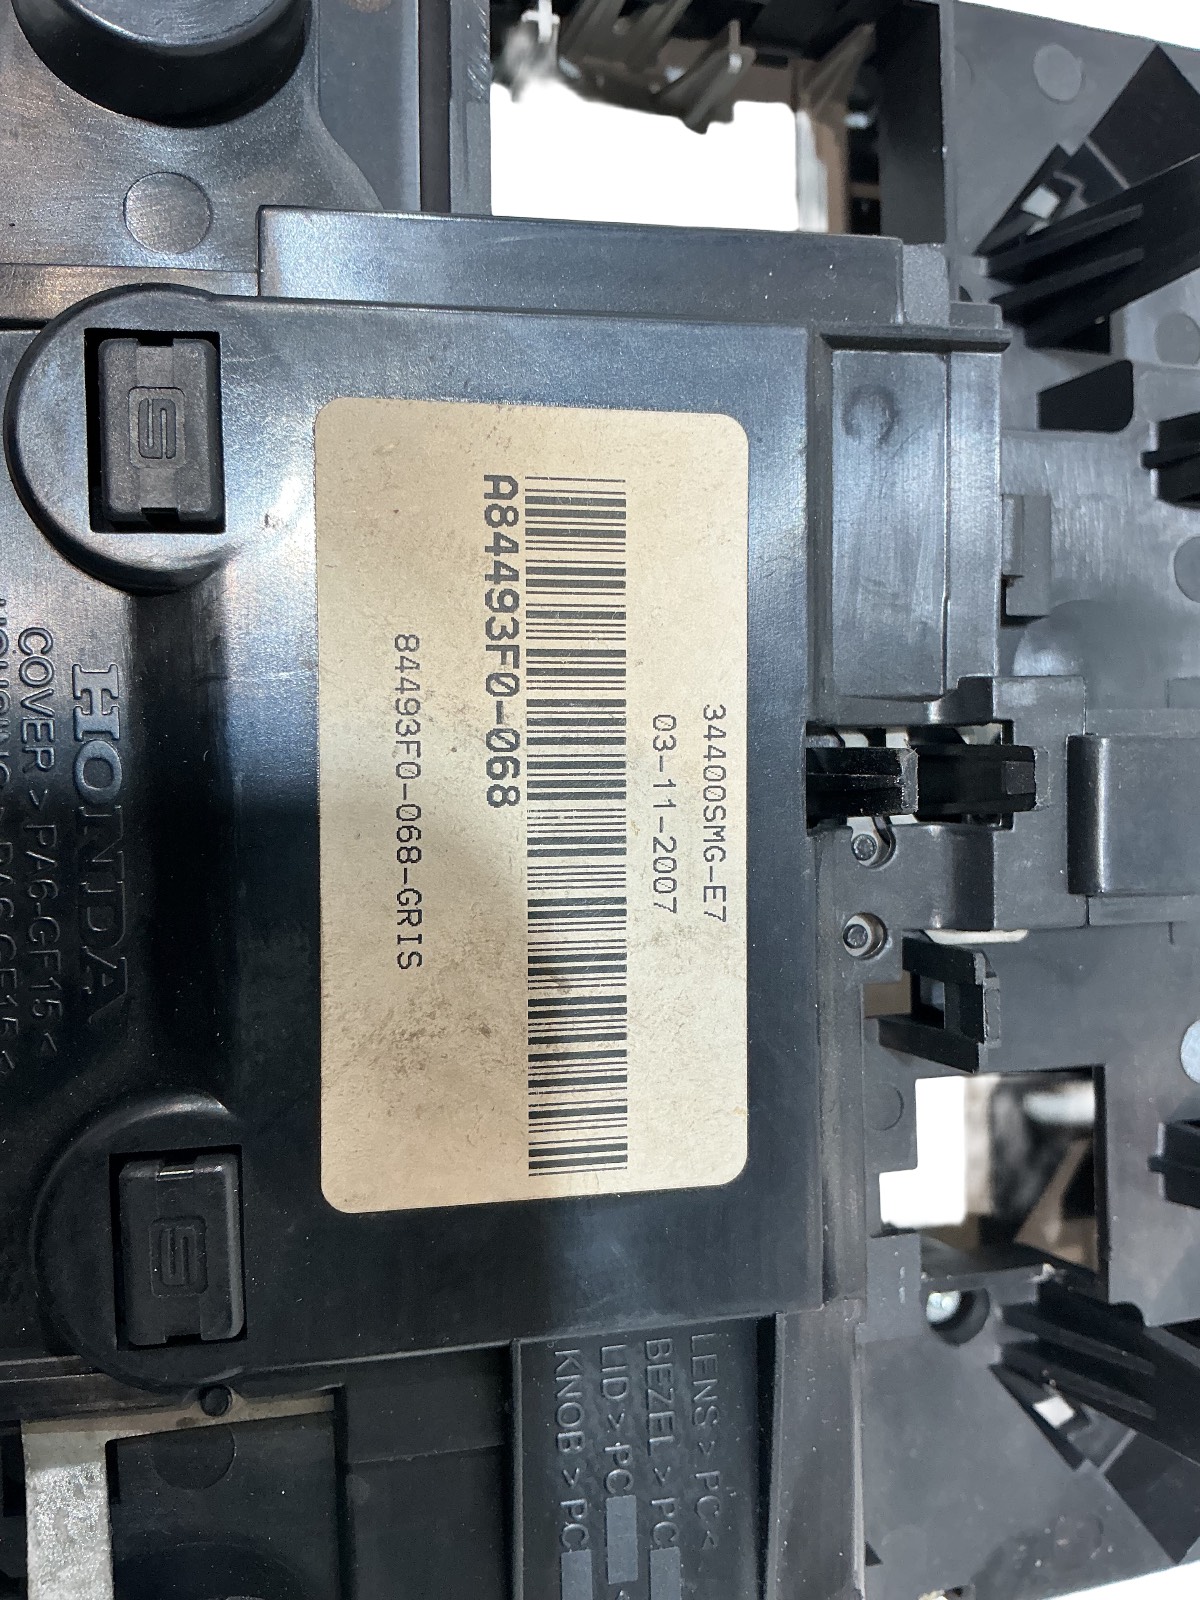 34400SMG-E7
03-11-2007
A84493F0-068
84493F0-068-GRIS
HONDA
COVER >PA6-GF15<
LENS>PC<
BEZEL>PC
LID>PC
KNOB>PC
C